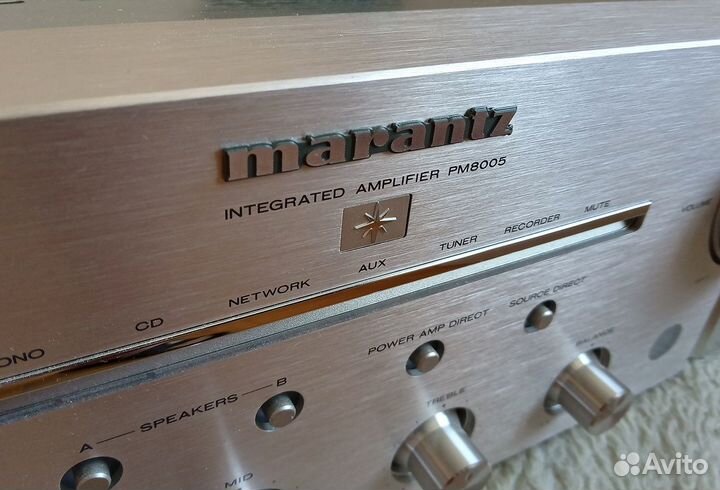 marantz
INTEGRATED AMPLIFIER PM8005
CD NETWORK AUX TUNER RECORDER MUTE
VOLUME
POWER AMP DIRECT SOURCE DIRECT
BALANCE
A SPEAKERS B
TREBLE
MID
Avito